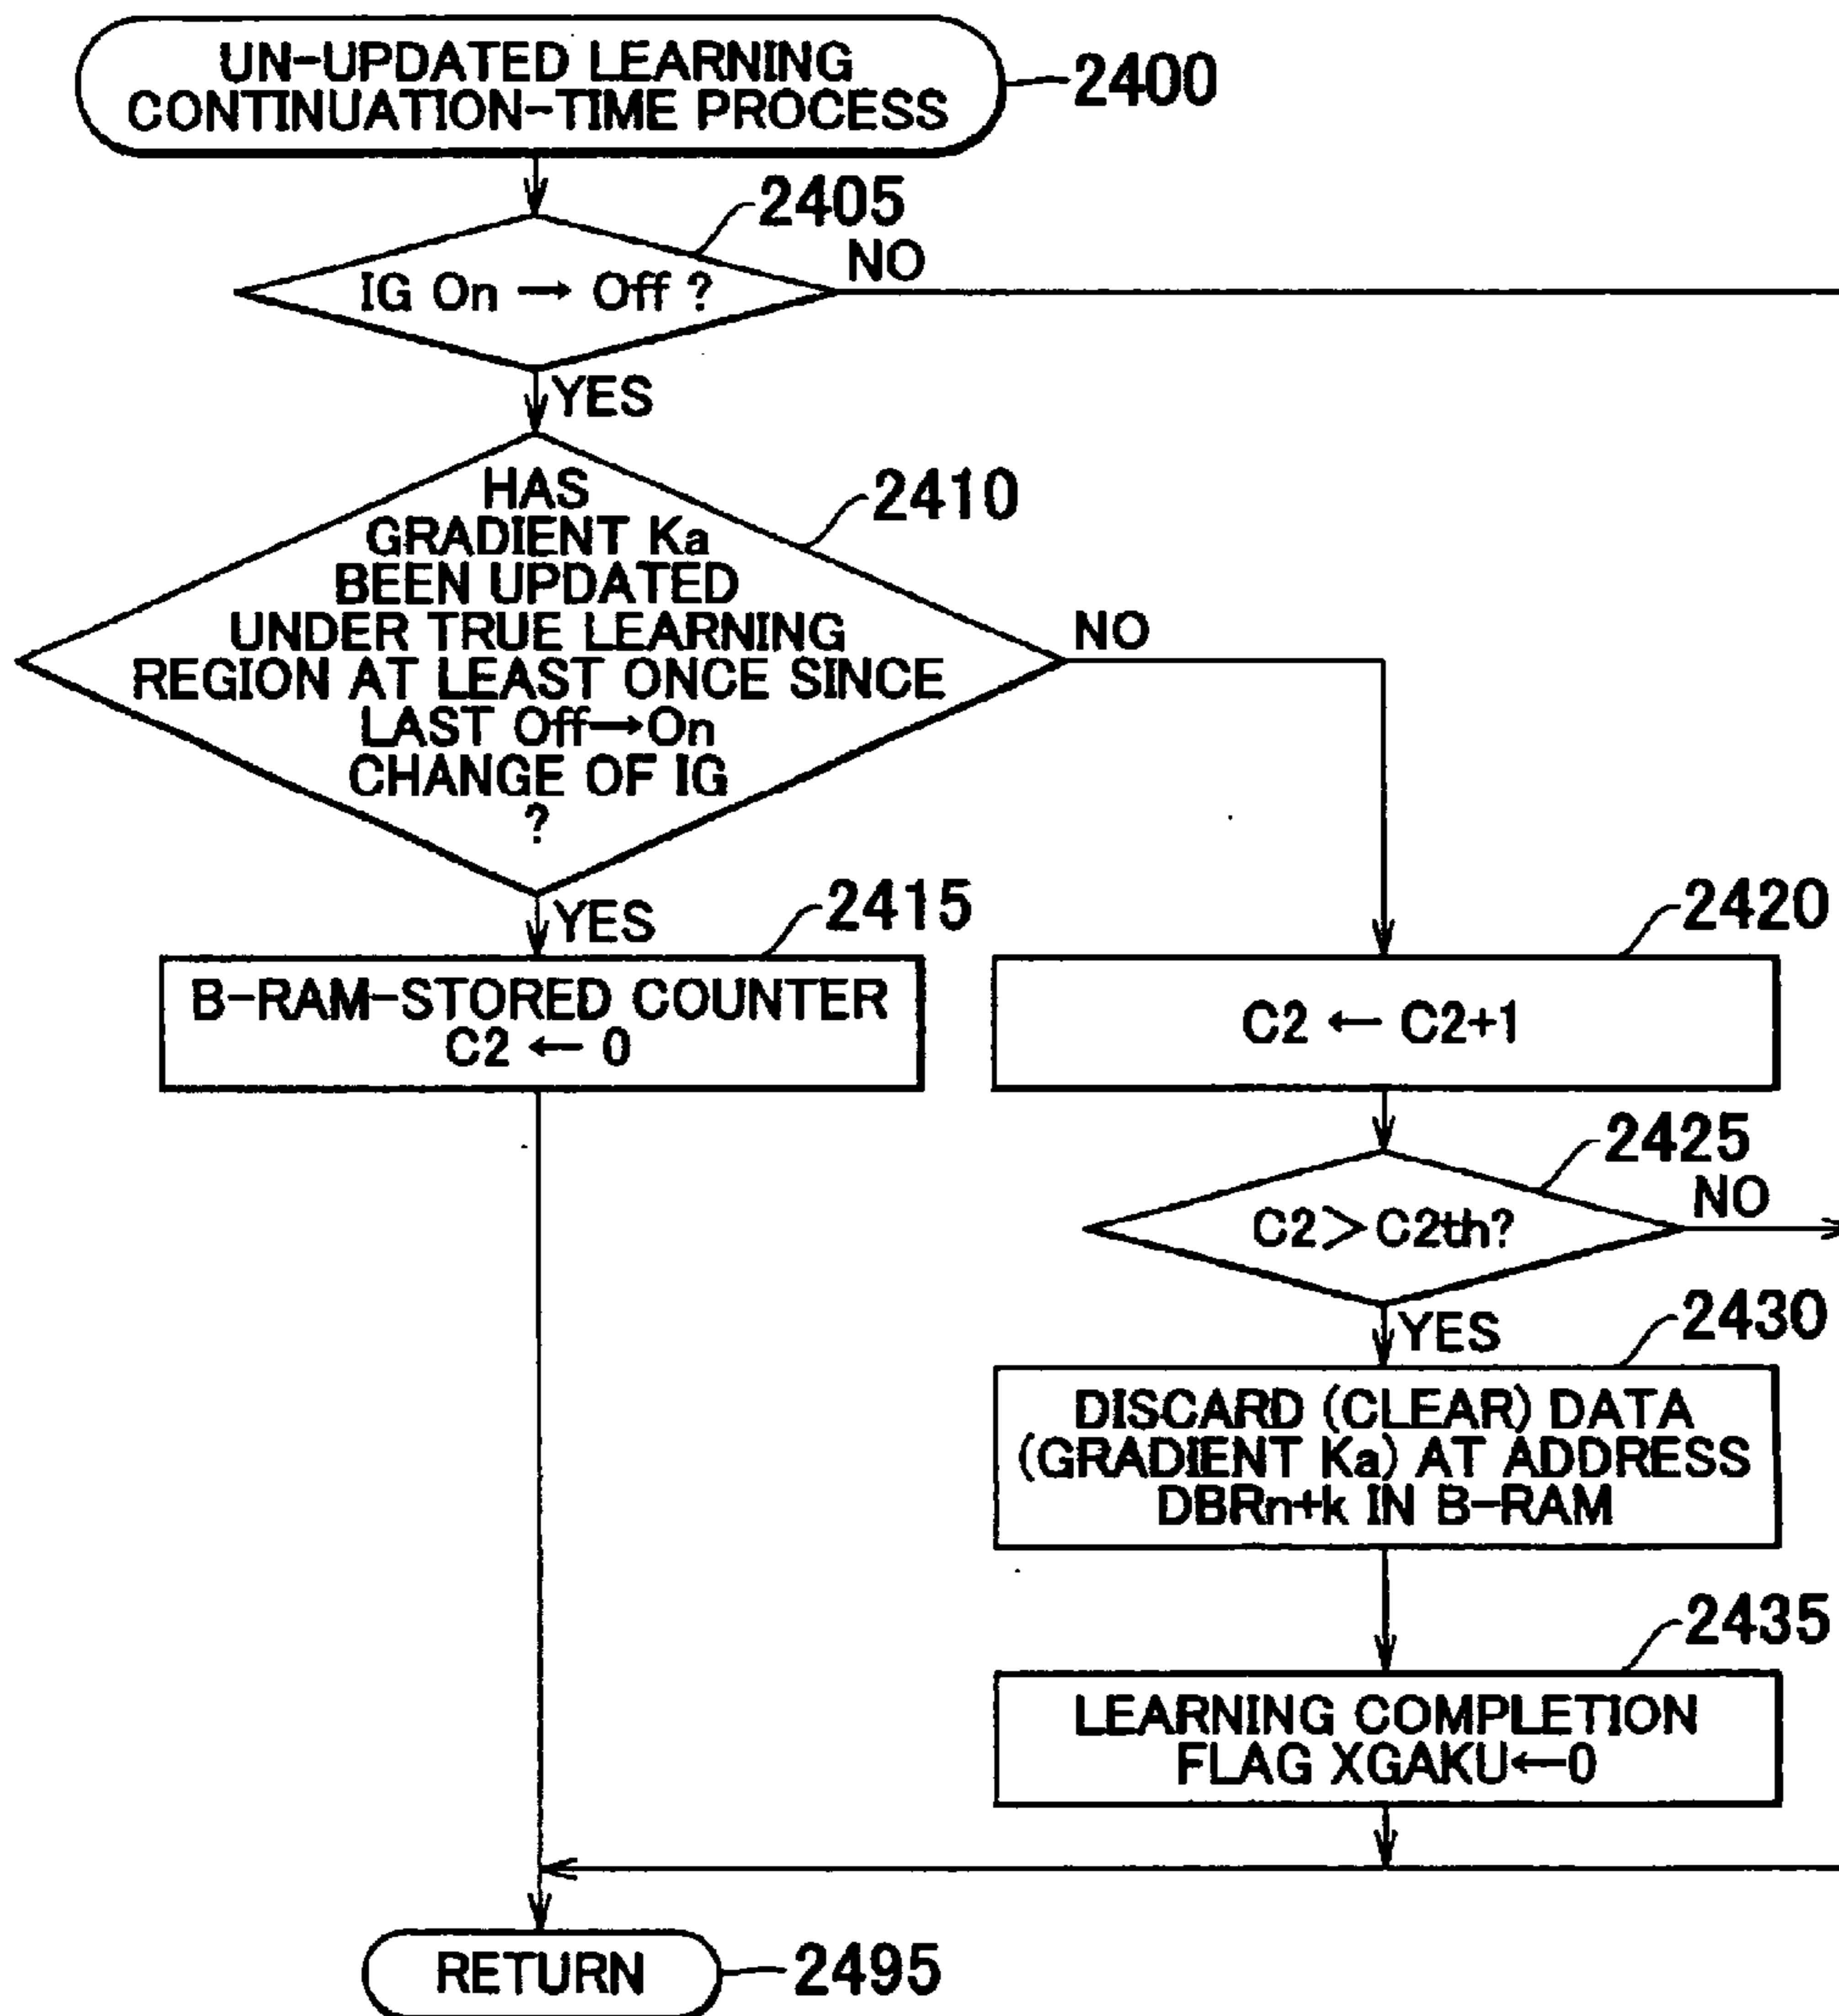 UN-UPDATED LEARNING
CONTINUATION-TIME PROCESS
2400
2405
IG On → Off ?
NO
YES
HAS
GRADIENT Ka
BEEN UPDATED
UNDER TRUE LEARNING
REGION AT LEAST ONCE SINCE
LAST Off→On
CHANGE OF IG
?
2410
NO
YES
2415
B-RAM-STORED COUNTER
C2 ← 0
2420
C2 ← C2+1
2425
C2>C2th?
NO
YES
2430
DISCARD (CLEAR) DATA
(GRADIENT Ka) AT ADDRESS
DBRn+k IN B-RAM
2435
LEARNING COMPLETION
FLAG XGAKU←0
RETURN
2495